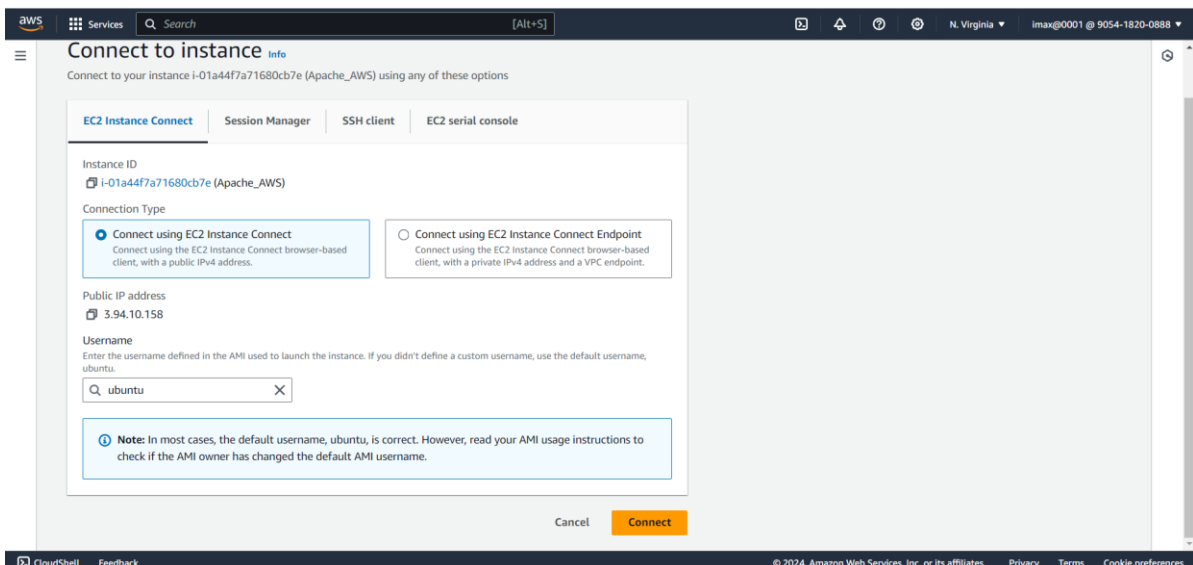 aws Services Search [Alt+S] N. Virginia ▼ imax@0001 @ 9054-1820-0888 ▼
Connect to instance Info
Connect to your instance i-01a44f7a71680cb7e (Apache_AWS) using any of these options
EC2 Instance Connect Session Manager SSH client EC2 serial console
Instance ID
i-01a44f7a71680cb7e (Apache_AWS)
Connection Type
Connect using EC2 Instance Connect
Connect using the EC2 Instance Connect browser-based
client, with a public IPv4 address.
Connect using EC2 Instance Connect Endpoint
Connect using the EC2 Instance Connect browser-based
client, with a private IPv4 address and a VPC endpoint.
Public IP address
3.94.10.158
Username
Enter the username defined in the AMI used to launch the instance. If you didn't define a custom username, use the default username,
ubuntu.
ubuntu
Note: In most cases, the default username, ubuntu, is correct. However, read your AMI usage instructions to
check if the AMI owner has changed the default AMI username.
Cancel Connect
CloudShell Feedback © 2024, Amazon Web Services, Inc. or its affiliates. Privacy Terms Cookie preferences